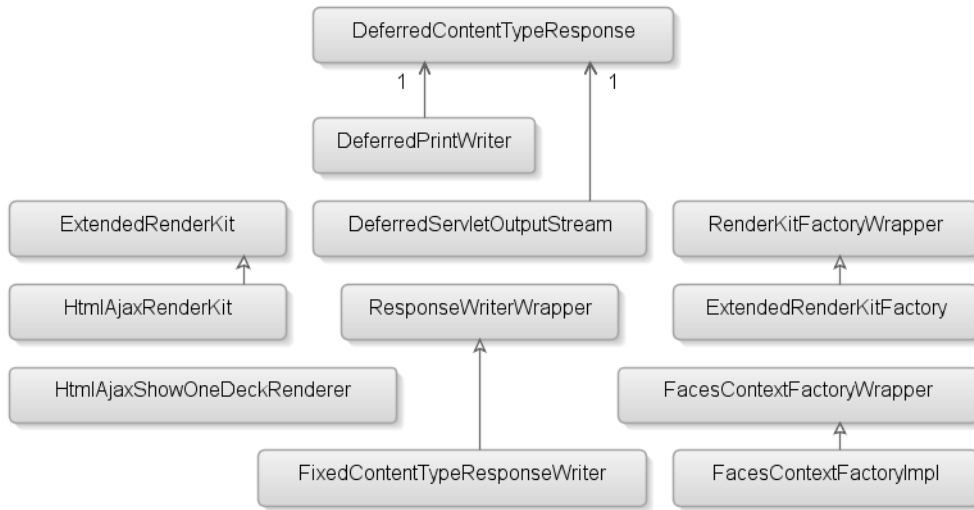 DeferredContentTypeResponse
1 1
DeferredPrintWriter
ExtendedRenderKit DeferredServletOutputStream RenderKitFactoryWrapper
HtmlAjaxRenderKit ResponseWriterWrapper ExtendedRenderKitFactory
HtmlAjaxShowOneDeckRenderer FacesContextFactoryWrapper
FixedContentTypeResponseWriter FacesContextFactoryImpl